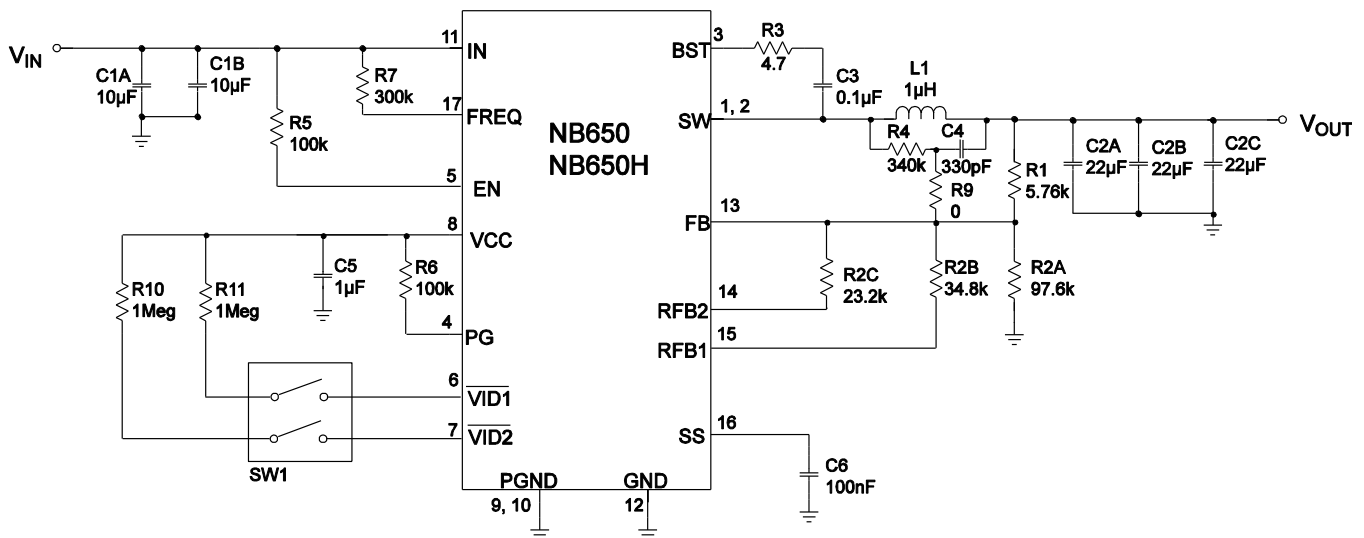 VIN
C1A
10µF
C1B
10µF
R5
100k
R7
300k
11
IN
17
FREQ
5
EN
8
VCC
R10
1Meg
R11
1Meg
C5
1µF
R6
100k
4
PG
6
VID1
7
VID2
SW1
NB650
NB650H
PGND
9, 10
GND
12
3
BST
R3
4.7
C3
0.1µF
1, 2
SW
L1
1µH
R4
340k
C4
330pF
R9
0
R1
5.76k
C2A
22µF
C2B
22µF
C2C
22µF
VOUT
13
FB
R2C
23.2k
R2B
34.8k
R2A
97.6k
14
RFB2
15
RFB1
16
SS
C6
100nF